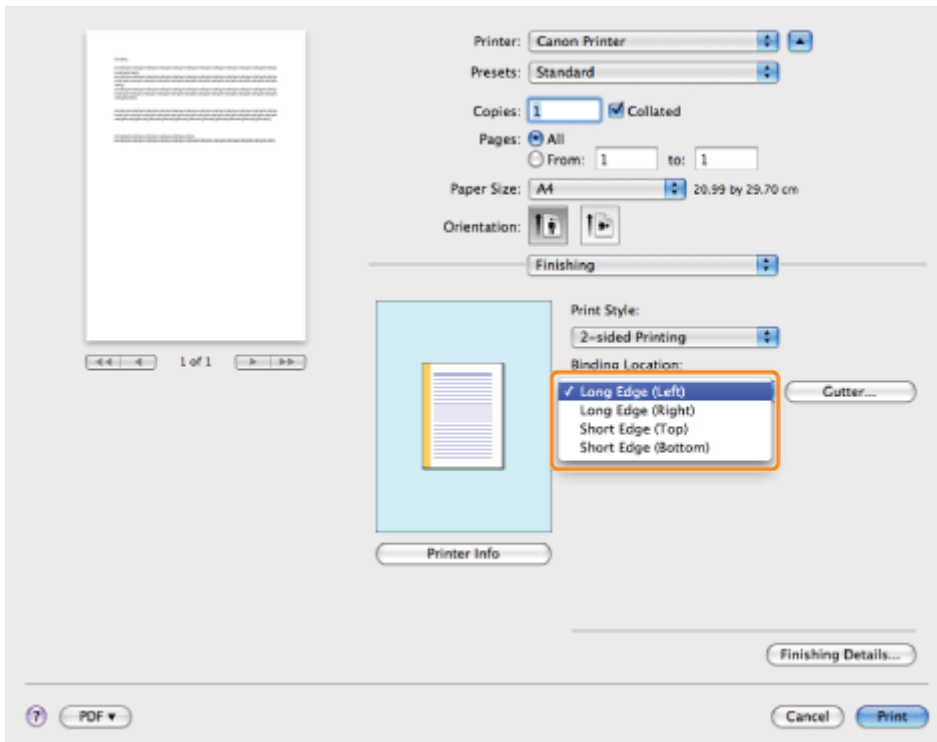 Printer: Canon Printer
Presets: Standard
Copies: 1 Collated
Pages: All
From: 1 to: 1
Paper Size: A4 20.99 by 29.70 cm
Orientation:
Finishing
Print Style:
2-sided Printing
1 of 1
Binding Location:
✓ Long Edge (Left) Gutter...
Long Edge (Right)
Short Edge (Top)
Short Edge (Bottom)
Printer Info
Finishing Details...
? PDF ▾ Cancel Print